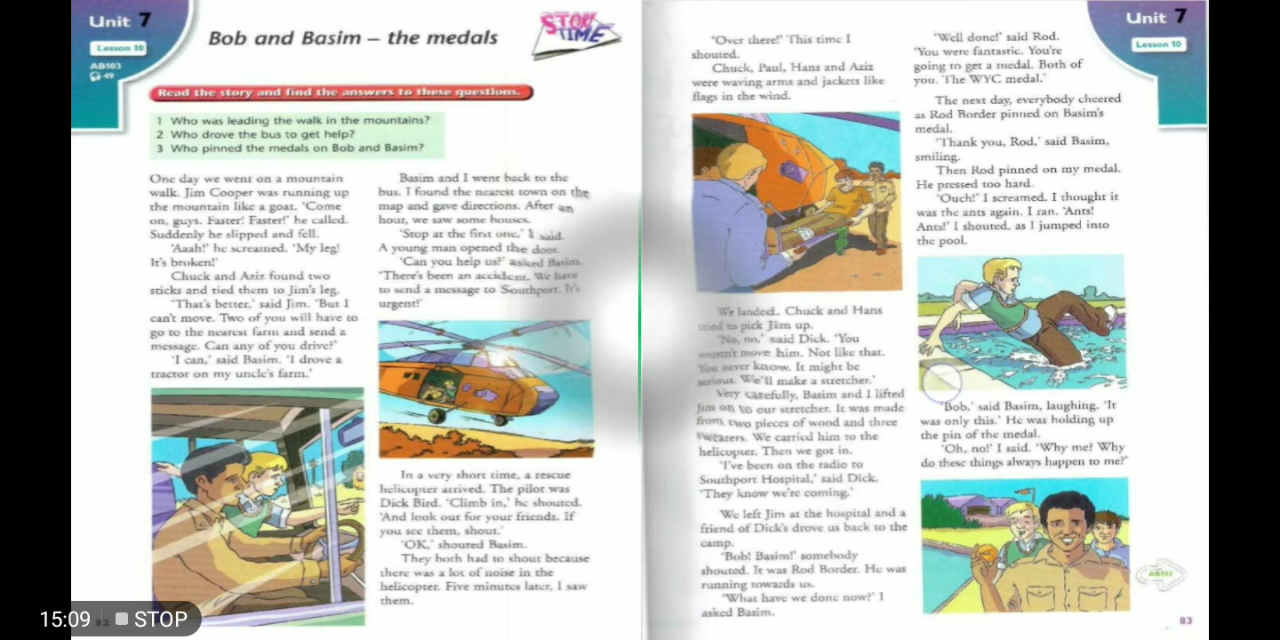 Unit 7
Lesson 10
AB103
49
Bob and Basim – the medals
STORY
TIME
Read the story and find the answers to these questions.
1 Who was leading the walk in the mountains?
2 Who drove the bus to get help?
3 Who pinned the medals on Bob and Basim?
One day we went on a mountain
walk. Jim Cooper was running up
the mountain like a goat. 'Come
on, guys. Faster! Faster!' he called.
Suddenly he slipped and fell.
'Aaah!' he screamed. 'My leg!
It's broken!'
Chuck and Aziz found two
sticks and tied them to Jim's leg.
'That's better,' said Jim. 'But I
can't move. Two of you will have to
go to the nearest farm and send a
message. Can any of you drive?'
'I can,' said Basim. 'I drove a
tractor on my uncle's farm.'
Basim and I went back to the
bus. I found the nearest town on the
map and gave directions. After an
hour, we saw some houses.
'Stop at the first one,' I said.
A young man opened the door.
'Can you help us?' asked Basim.
'There's been an accident. We have
to send a message to Southport. It's
urgent!'
In a very short time, a rescue
helicopter arrived. The pilot was
Dick Bird. 'Climb in,' he shouted.
'And look out for your friends. If
you see them, shout.'
'OK,' shouted Basim.
They both had to shout because
there was a lot of noise in the
helicopter. Five minutes later, I saw
them.
15:09 STOP
82
Unit 7
Lesson 10
'Over there!' This time I
shouted.
Chuck, Paul, Hans and Aziz
were waving arms and jackets like
flags in the wind.
We landed. Chuck and Hans
tried to pick Jim up.
'No, no,' said Dick. 'You
mustn't move him. Not like that.
You never know. It might be
serious. We'll make a stretcher.'
Very carefully, Basim and I lifted
Jim on to our stretcher. It was made
from two pieces of wood and three
sweaters. We carried him to the
helicopter. Then we got in.
'I've been on the radio to
Southport Hospital,' said Dick.
'They know we're coming.'
We left Jim at the hospital and a
friend of Dick's drove us back to the
camp.
'Bob! Basim!' somebody
shouted. It was Rod Border. He was
running towards us.
'What have we done now?' I
asked Basim.
'Well done!' said Rod.
'You were fantastic. You're
going to get a medal. Both of
you. The WYC medal.'
The next day, everybody cheered
as Rod Border pinned on Basim's
medal.
'Thank you, Rod,' said Basim,
smiling.
Then Rod pinned on my medal.
He pressed too hard.
'Ouch!' I screamed. I thought it
was the ants again. I ran. 'Ants!
Ants!' I shouted, as I jumped into
the pool.
'Bob,' said Basim, laughing. 'It
was only this.' He was holding up
the pin of the medal.
'Oh, no!' I said. 'Why me? Why
do these things always happen to me?'
AB103
83